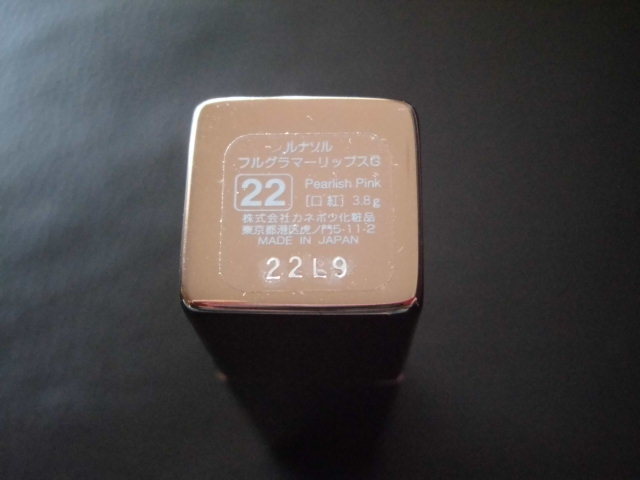 ルナソル
フルグラマーリップスG
22 Pearlish Pink
[口紅] 3.8g
株式会社カネボウ化粧品
東京都港区虎ノ門5-11-2
MADE IN JAPAN
22L9